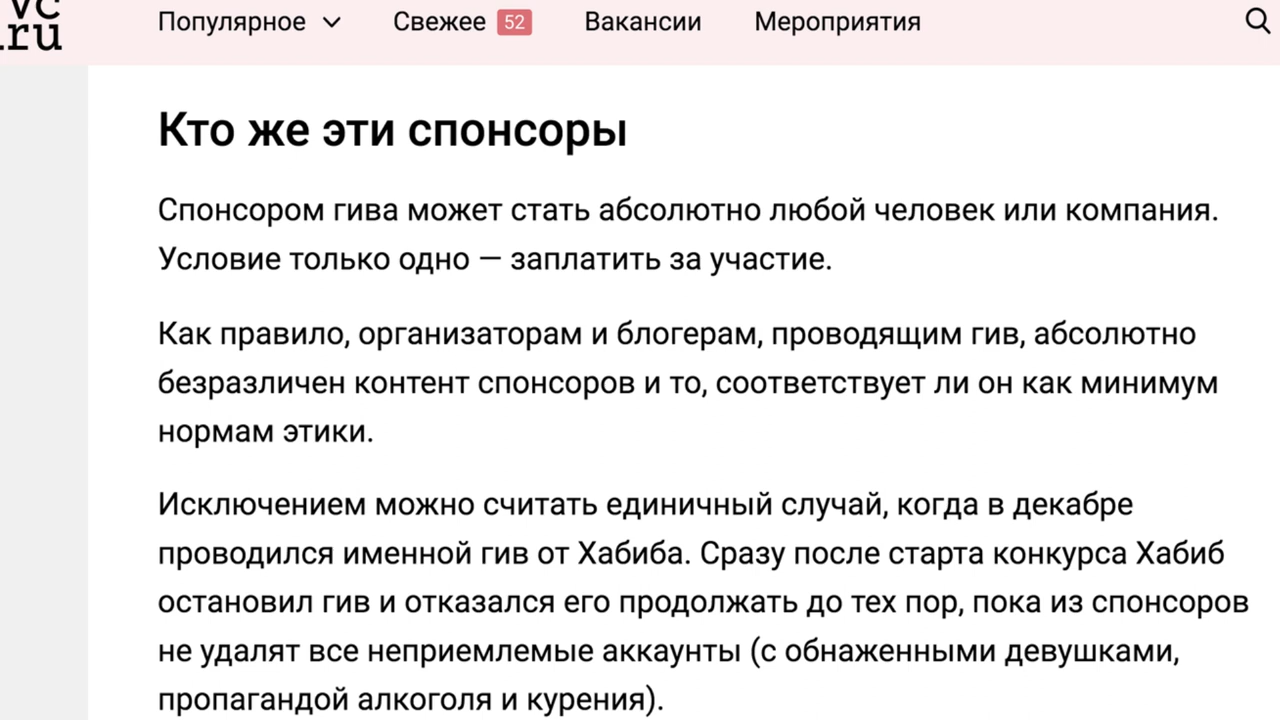 vc
.ru
Популярное
Свежее 52
Вакансии
Мероприятия
Кто же эти спонсоры
Спонсором гива может стать абсолютно любой человек или компания.
Условие только одно — заплатить за участие.
Как правило, организаторам и блогерам, проводящим гив, абсолютно
безразличен контент спонсоров и то, соответствует ли он как минимум
нормам этики.
Исключением можно считать единичный случай, когда в декабре
проводился именной гив от Хабиба. Сразу после старта конкурса Хабиб
остановил гив и отказался его продолжать до тех пор, пока из спонсоров
не удалят все неприемлемые аккаунты (с обнаженными девушками,
пропагандой алкоголя и курения).